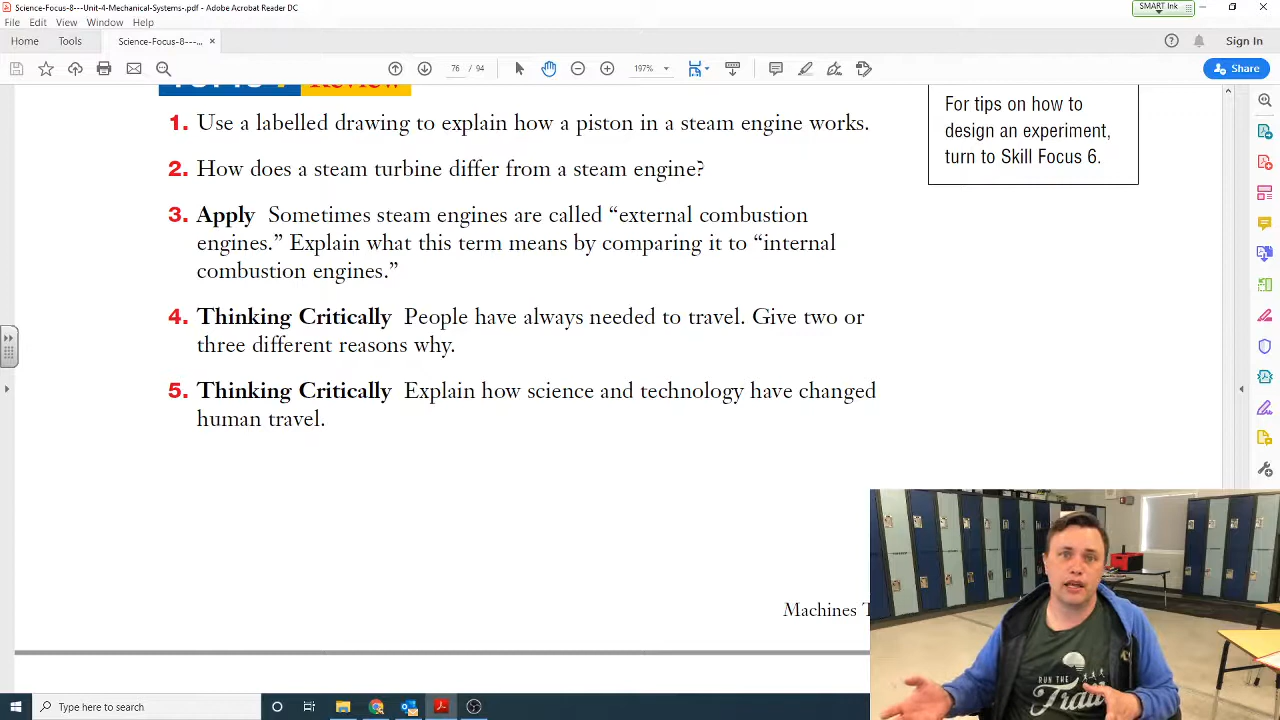 Science-Focus-8---Unit-4-Mechanical-Systems-.pdf - Adobe Acrobat Reader DC
SMART Ink
File Edit View Window Help
Home Tools Science-Focus-8---... × Sign In
76 / 94 197% Share
Review
1. Use a labelled drawing to explain how a piston in a steam engine works.
2. How does a steam turbine differ from a steam engine?
3. Apply Sometimes steam engines are called “external combustion
engines.” Explain what this term means by comparing it to “internal
combustion engines.”
4. Thinking Critically People have always needed to travel. Give two or
three different reasons why.
5. Thinking Critically Explain how science and technology have changed
human travel.
For tips on how to
design an experiment,
turn to Skill Focus 6.
Machines
RUN THE
Type here to search